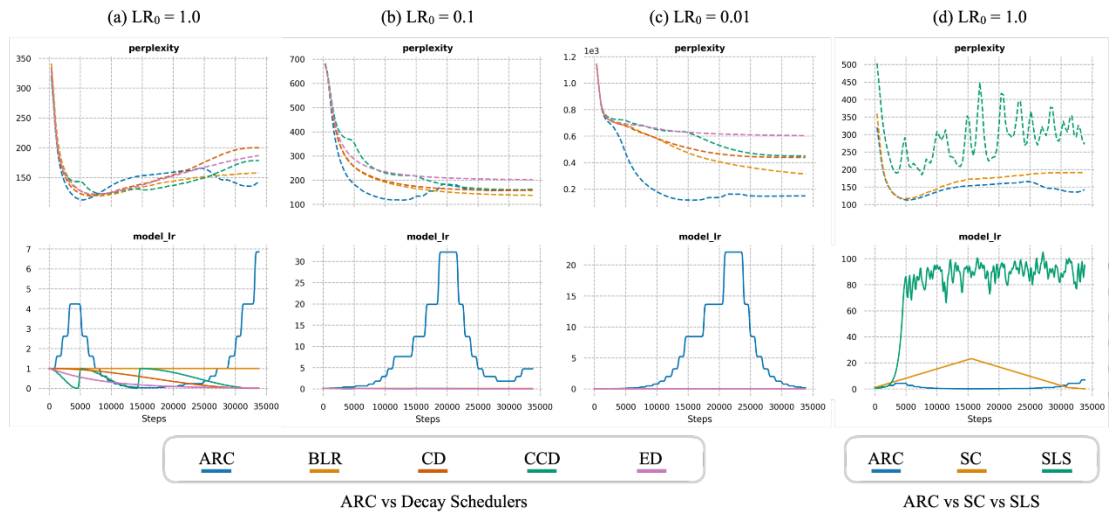 (a) LR₀ = 1.0
(b) LR₀ = 0.1
(c) LR₀ = 0.01
(d) LR₀ = 1.0
perplexity
350
300
250
200
150
perplexity
700
600
500
400
300
200
100
perplexity
1e3
1.2
1.0
0.8
0.6
0.4
0.2
perplexity
500
450
400
350
300
250
200
150
100
model_lr
7
6
5
4
3
2
1
0
0 5000 10000 15000 20000 25000 30000 35000
Steps
model_lr
30
25
20
15
10
5
0
0 5000 10000 15000 20000 25000 30000 35000
Steps
model_lr
20
15
10
5
0
0 5000 10000 15000 20000 25000 30000 35000
Steps
model_lr
100
80
60
40
20
0
0 5000 10000 15000 20000 25000 30000 35000
Steps
ARC BLR CD CCD ED
ARC SC SLS
ARC vs Decay Schedulers
ARC vs SC vs SLS